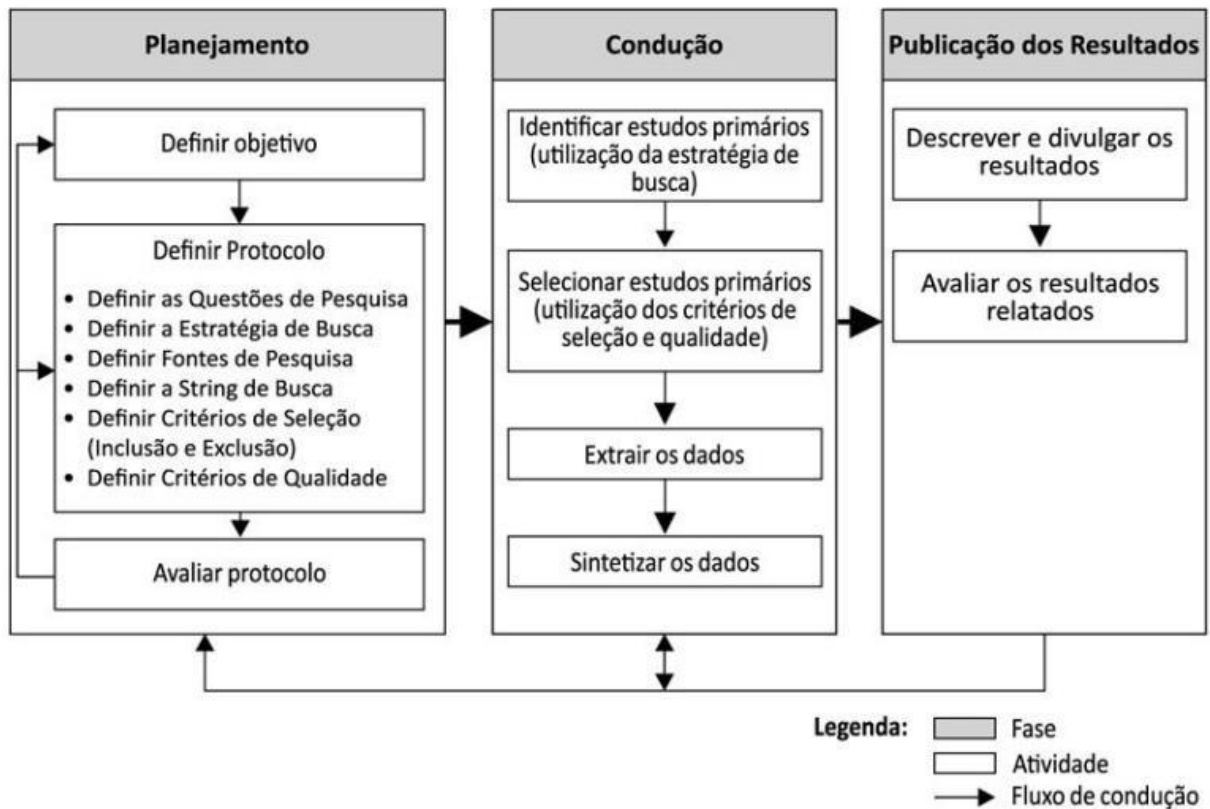 Planejamento
Definir objetivo
Definir Protocolo
• Definir as Questões de Pesquisa
• Definir a Estratégia de Busca
• Definir Fontes de Pesquisa
• Definir a String de Busca
• Definir Critérios de Seleção
(Inclusão e Exclusão)
• Definir Critérios de Qualidade
Avaliar protocolo
Condução
Identificar estudos primários
(utilização da estratégia de
busca)
Selecionar estudos primários
(utilização dos critérios de
seleção e qualidade)
Extrair os dados
Sintetizar os dados
Publicação dos Resultados
Descrever e divulgar os
resultados
Avaliar os resultados
relatados
Legenda:
Fase
Atividade
Fluxo de condução